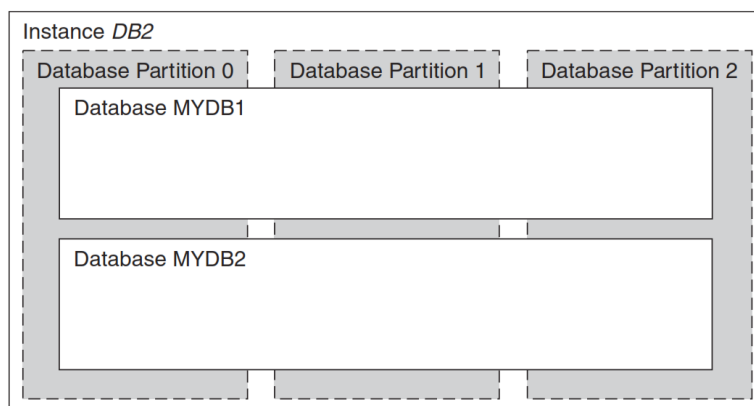 Instance DB2
Database Partition 0
Database Partition 1
Database Partition 2
Database MYDB1
Database MYDB2